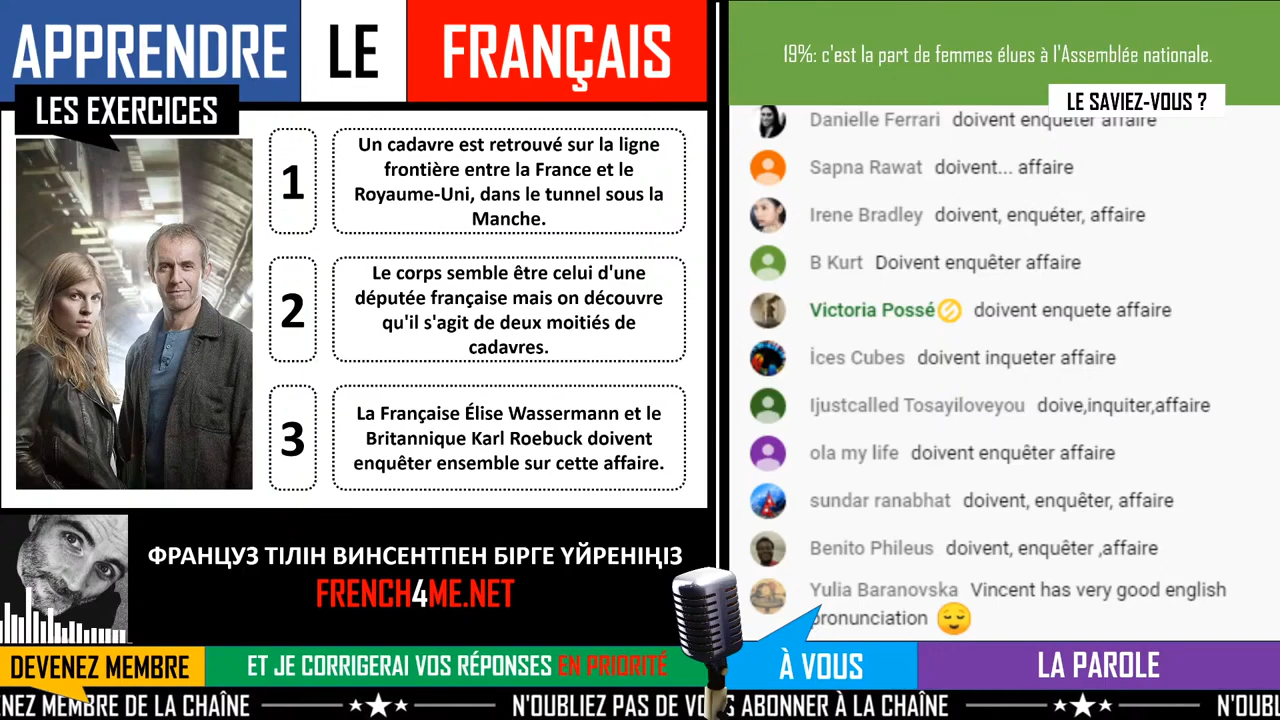 APPRENDRE LE FRANÇAIS
LES EXERCICES
1
Un cadavre est retrouvé sur la ligne
frontière entre la France et le
Royaume-Uni, dans le tunnel sous la
Manche.
2
Le corps semble être celui d'une
députée française mais on découvre
qu'il s'agit de deux moitiés de
cadavres.
3
La Française Élise Wassermann et le
Britannique Karl Roebuck doivent
enquêter ensemble sur cette affaire.
ФРАНЦУЗ ТІЛІН ВИНСЕНТПЕН БІРГЕ ҮЙРЕНІҢІЗ
FRENCH4ME.NET
DEVENEZ MEMBRE
ET JE CORRIGERAI VOS RÉPONSES EN PRIORITÉ
19%: c'est la part de femmes élues à l'Assemblée nationale.
LE SAVIEZ-VOUS ?
Danielle Ferrari doivent enquéter affaire
Sapna Rawat doivent... affaire
Irene Bradley doivent, enquéter, affaire
B Kurt Doivent enquêter affaire
Victoria Possé doivent enquete affaire
İces Cubes doivent inqueter affaire
Ijustcalled Tosayiloveyou doive,inquiter,affaire
ola my life doivent enquêter affaire
sundar ranabhat doivent, enquêter, affaire
Benito Phileus doivent, enquêter ,affaire
Yulia Baranovska Vincent has very good english
pronunciation
À VOUS
LA PAROLE
NEZ MEMBRE DE LA CHAÎNE N'OUBLIEZ PAS DE VOUS ABONNER À LA CHAÎNE N'OUBL